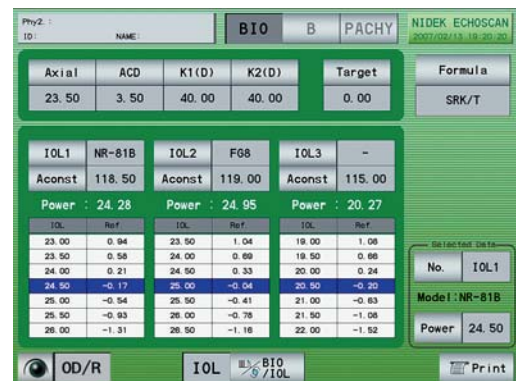 Phy2. :
ID: NAME:
BIO B PACHY
NIDEK ECHOSCAN
2007/02/13 19:20:20
Axial ACD K1(D) K2(D) Target
23.50 3.50 40.00 40.00 0.00
Formula
SRK/T
IOL1 NR-81B IOL2 FG8 IOL3 -
Aconst 118.50 Aconst 119.00 Aconst 115.00
Power : 24.28 Power : 24.95 Power : 20.27
IOL Ref. IOL Ref. IOL Ref.
23.00 0.94 23.50 1.04 19.00 1.08
23.50 0.58 24.00 0.69 19.50 0.66
24.00 0.21 24.50 0.33 20.00 0.24
24.50 -0.17 25.00 -0.04 20.50 -0.20
25.00 -0.54 25.50 -0.41 21.00 -0.63
25.50 -0.93 26.00 -0.78 21.50 -1.08
26.00 -1.31 26.50 -1.16 22.00 -1.52
Selected Data
No. IOL1
Model:NR-81B
Power 24.50
OD/R IOL BIO/IOL Print